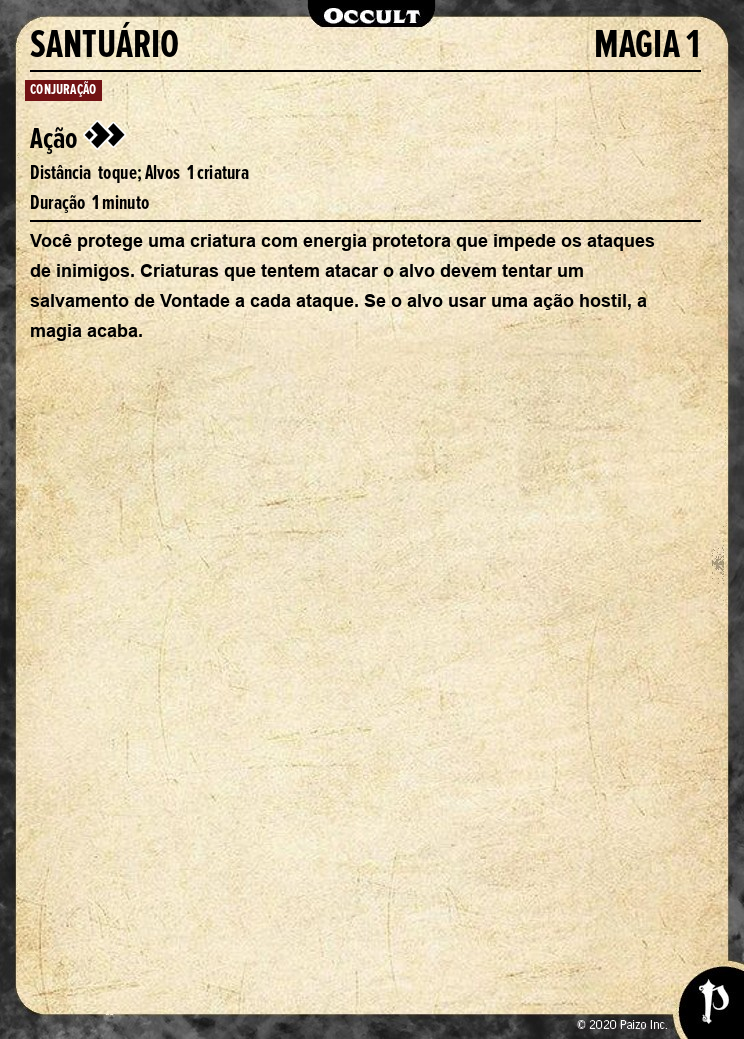 Occult
SANTUÁRIO MAGIA 1
CONJURAÇÃO
Ação
Distância toque; Alvos 1 criatura
Duração 1 minuto
Você protege uma criatura com energia protetora que impede os ataques
de inimigos. Criaturas que tentem atacar o alvo devem tentar um
salvamento de Vontade a cada ataque. Se o alvo usar uma ação hostil, a
magia acaba.
© 2020 Paizo Inc.